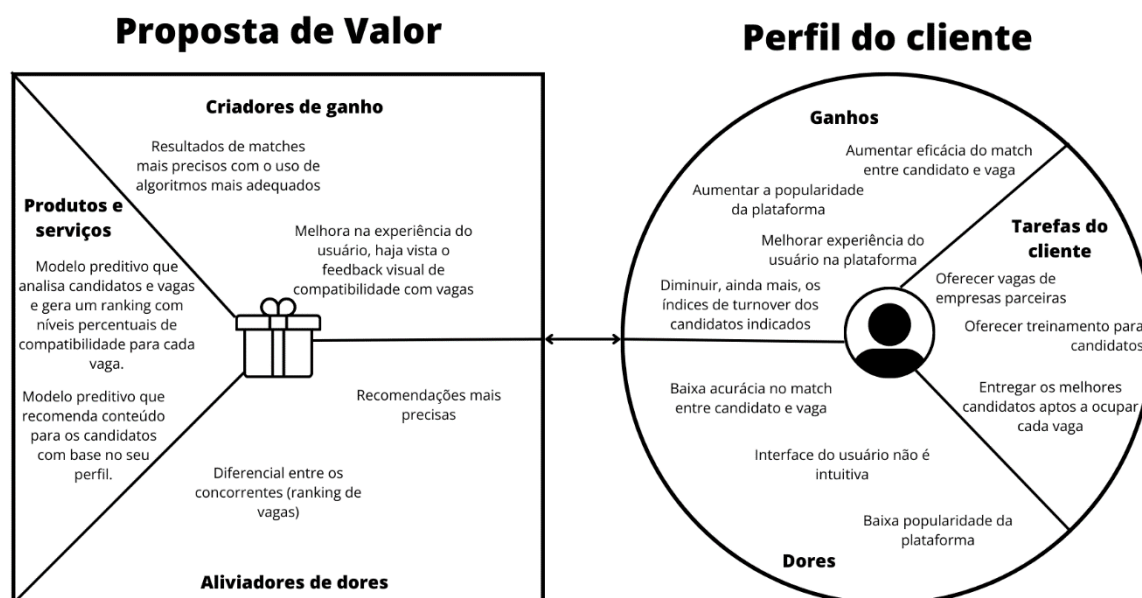 Proposta de Valor
Criadores de ganho
Resultados de matches
mais precisos com o uso de
algoritmos mais adequados
Melhora na experiência do
usuário, haja vista o
feedback visual de
compatibilidade com vagas
Produtos e
serviços
Modelo preditivo que
analisa candidatos e vagas
e gera um ranking com
níveis percentuais de
compatibilidade para cada
vaga.
Modelo preditivo que
recomenda conteúdo
para os candidatos
com base no seu
perfil.
Recomendações mais
precisas
Diferencial entre os
concorrentes (ranking de
vagas)
Aliviadores de dores
Perfil do cliente
Ganhos
Aumentar eficácia do match
entre candidato e vaga
Aumentar a popularidade
da plataforma
Melhorar experiência do
usuário na plataforma
Diminuir, ainda mais, os
índices de turnover dos
candidatos indicados
Tarefas do
cliente
Oferecer vagas de
empresas parceiras
Oferecer treinamento para
candidatos
Entregar os melhores
candidatos aptos a ocupar
cada vaga
Baixa acurácia no match
entre candidato e vaga
Interface do usuário não é
intuitiva
Baixa popularidade da
plataforma
Dores